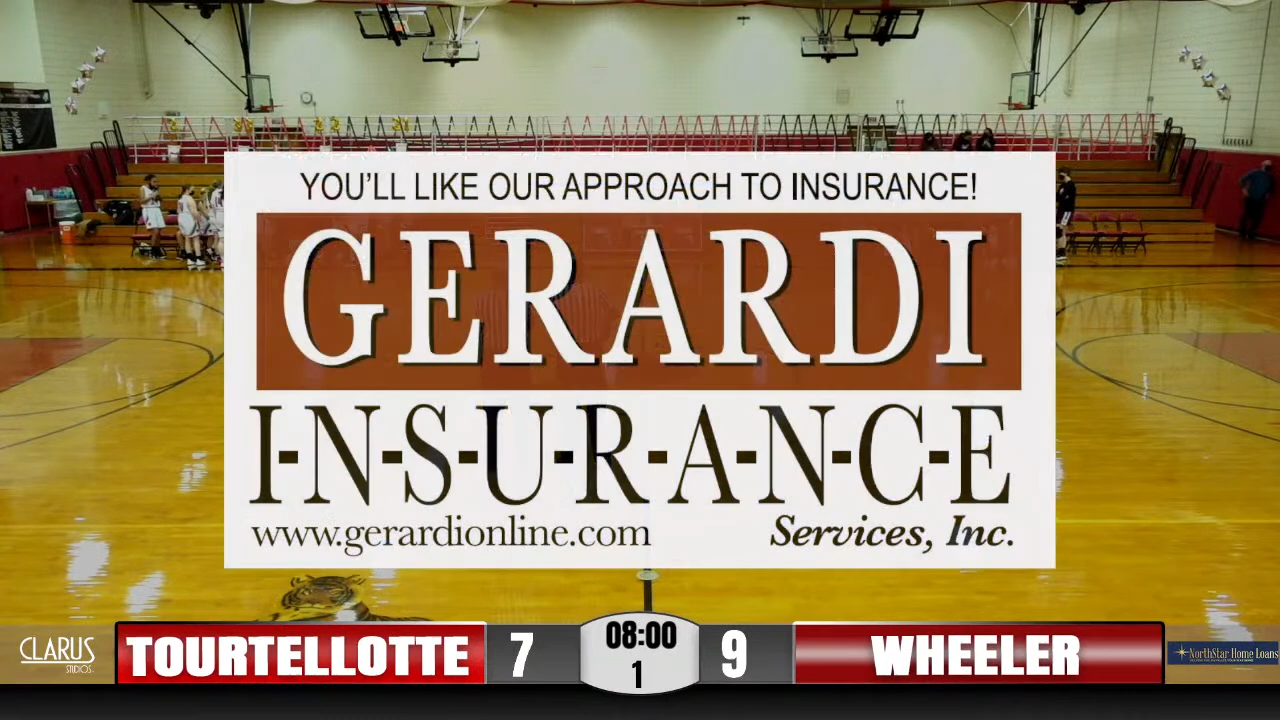 YOU'LL LIKE OUR APPROACH TO INSURANCE!
GERARDI
I-N-S-U-R-A-N-C-E
www.gerardionline.com Services, Inc.
CLARUS
STUDIOS
TOURTELLOTTE 7 08:00 9 WHEELER
1
NorthStar Home Loans